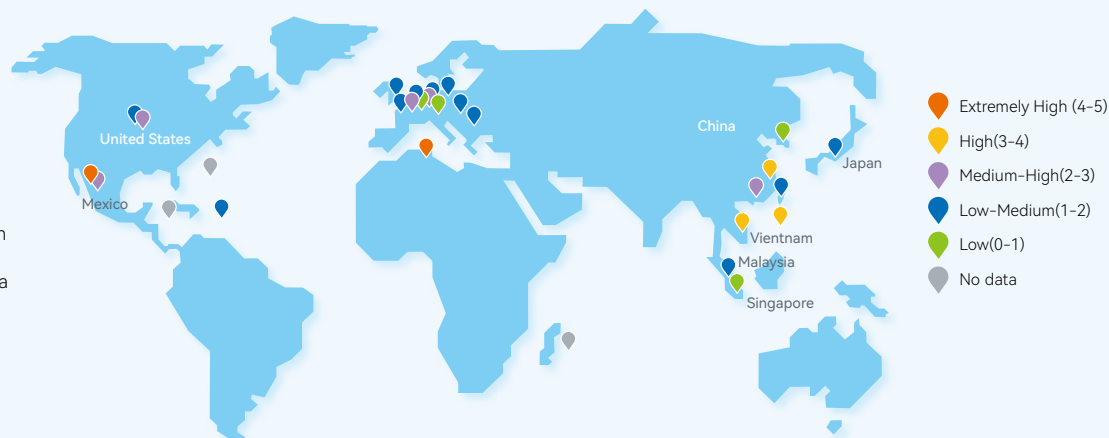 United States
Mexico
n
a
China
Japan
Vientnam
Malaysia
Singapore
Extremely High (4-5)
High(3-4)
Medium-High(2-3)
Low-Medium(1-2)
Low(0-1)
No data